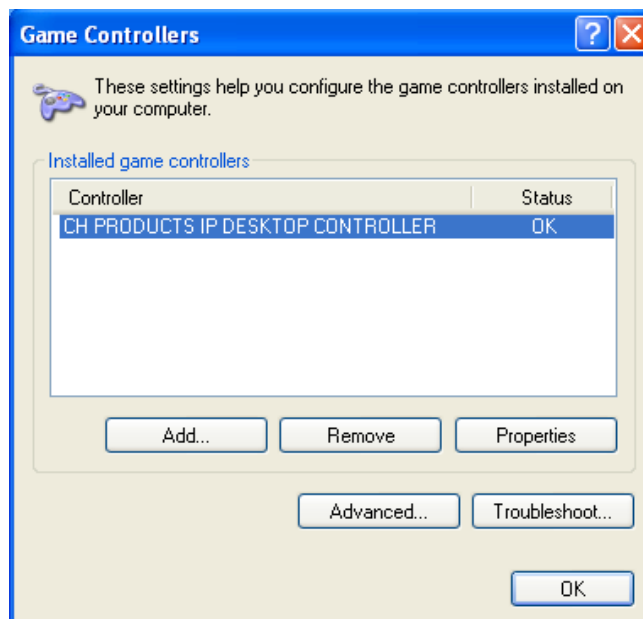 Game Controllers
?
These settings help you configure the game controllers installed on
your computer.
Installed game controllers
Controller Status
CH PRODUCTS IP DESKTOP CONTROLLER OK
Add... Remove Properties
Advanced... Troubleshoot...
OK